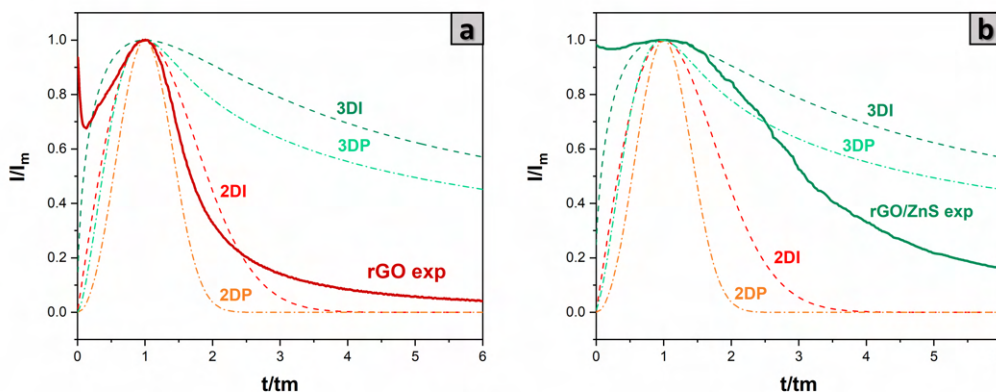 a
I/Im
1.0
0.8
0.6
0.4
0.2
0.0
3DI
3DP
2DI
rGO exp
2DP
0 1 2 3 4 5 6
t/tm
b
I/Im
1.0
0.8
0.6
0.4
0.2
0.0
3DI
3DP
rGO/ZnS exp
2DI
2DP
0 1 2 3 4 5
t/tm